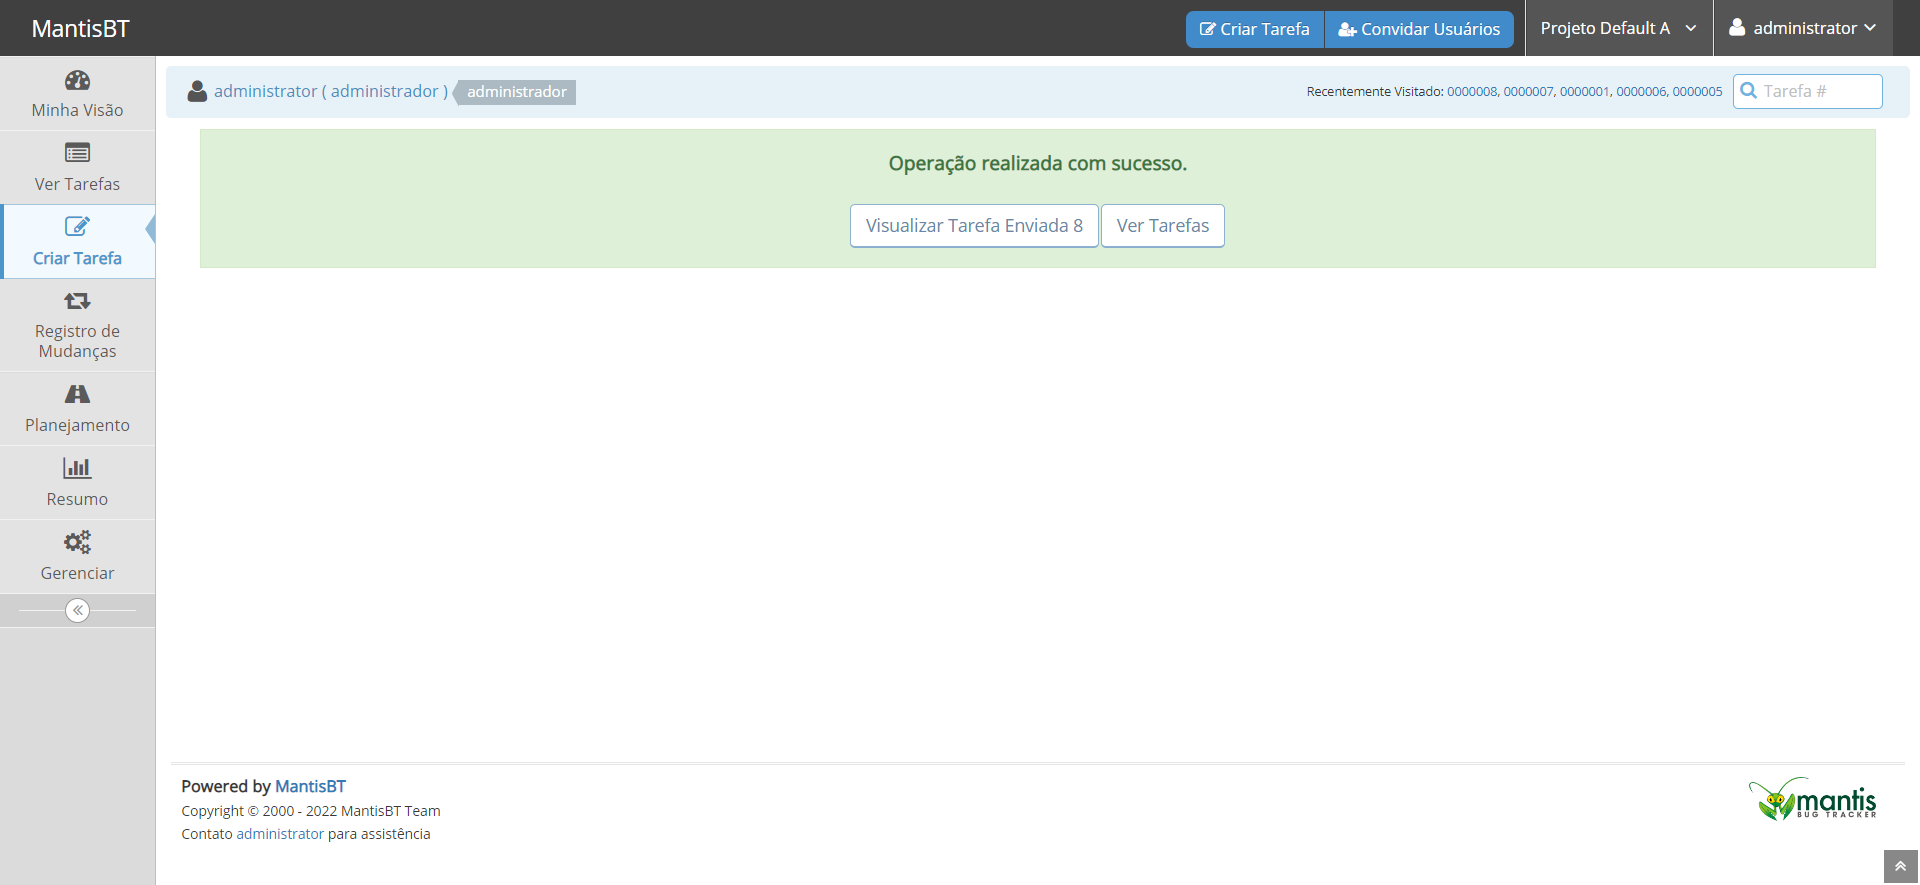 MantisBT
Criar Tarefa
Convidar Usuários
Projeto Default A
administrator
Minha Visão
Ver Tarefas
Criar Tarefa
Registro de
Mudanças
Planejamento
Resumo
Gerenciar
administrator ( administrador ) administrador
Recentemente Visitado: 0000008, 0000007, 0000001, 0000006, 0000005
Tarefa #
Operação realizada com sucesso.
Visualizar Tarefa Enviada 8
Ver Tarefas
Powered by MantisBT
Copyright © 2000 - 2022 MantisBT Team
Contato administrator para assistência
mantis
BUG TRACKER